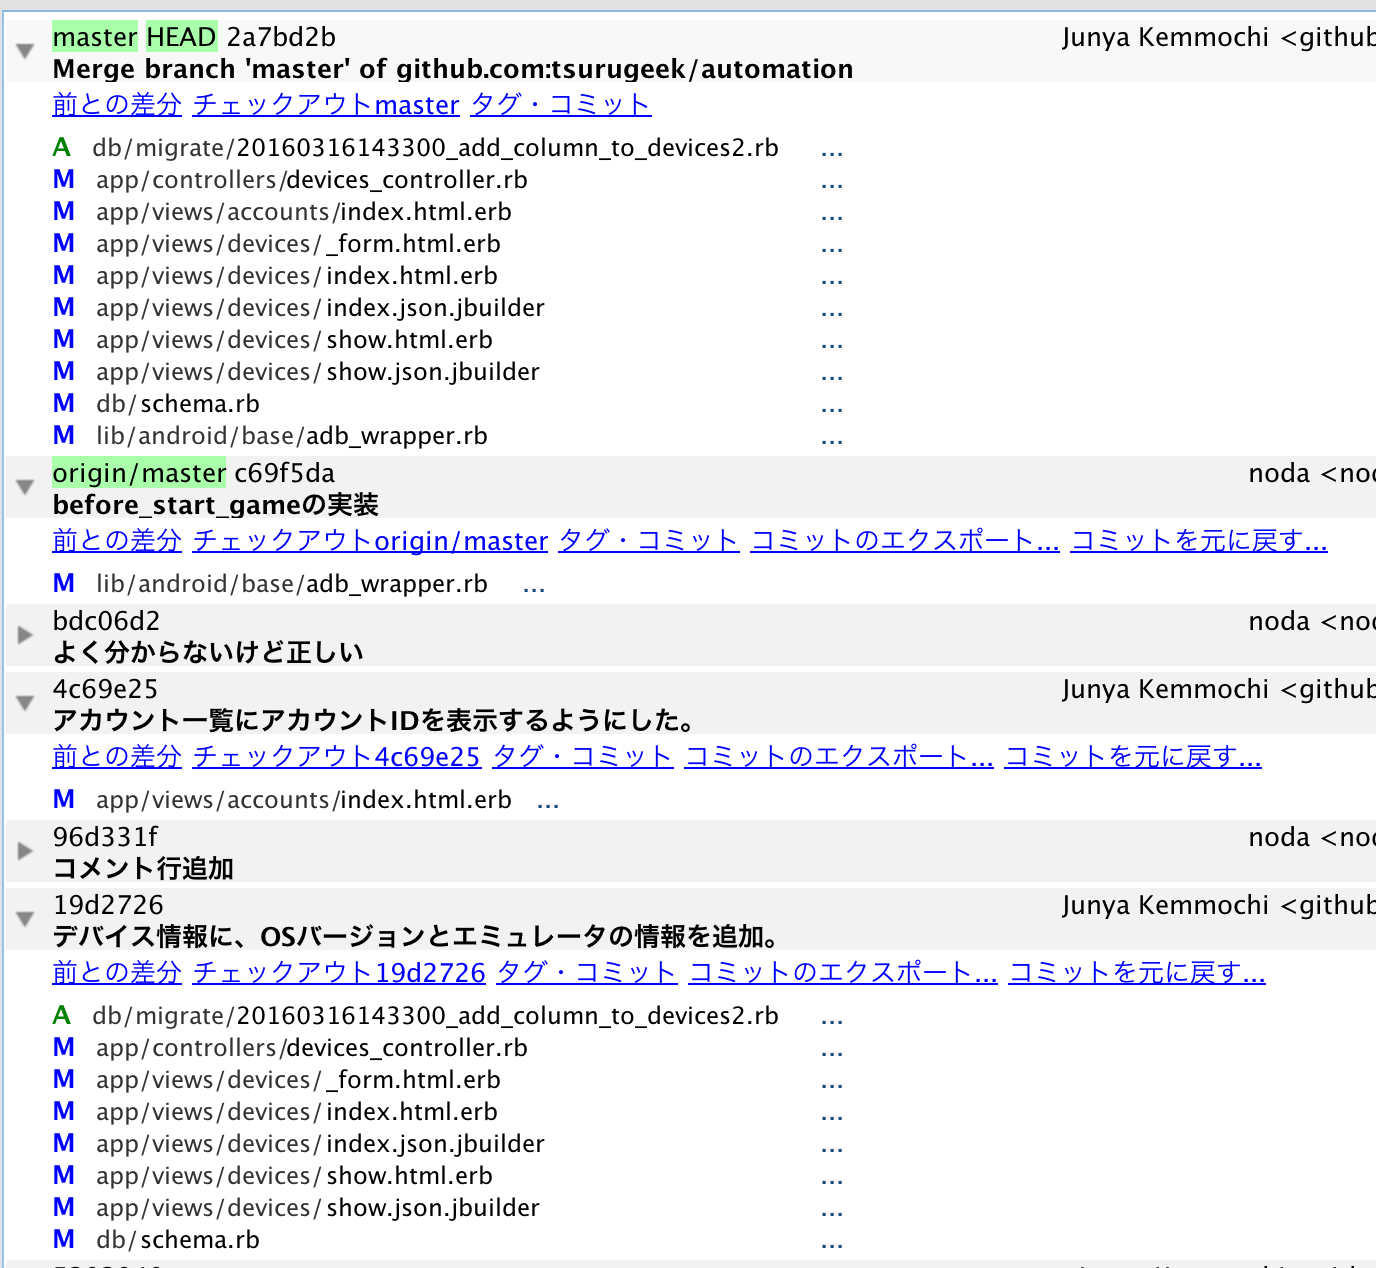 master HEAD 2a7bd2b Junya Kemmochi <github
Merge branch 'master' of github.com:tsurugeek/automation
前との差分 チェックアウトmaster タグ・コミット
A db/migrate/20160316143300_add_column_to_devices2.rb ...
M app/controllers/devices_controller.rb ...
M app/views/accounts/index.html.erb ...
M app/views/devices/_form.html.erb ...
M app/views/devices/index.html.erb ...
M app/views/devices/index.json.jbuilder ...
M app/views/devices/show.html.erb ...
M app/views/devices/show.json.jbuilder ...
M db/schema.rb ...
M lib/android/base/adb_wrapper.rb ...
origin/master c69f5da noda <no
before_start_gameの実装
前との差分 チェックアウトorigin/master タグ・コミット コミットのエクスポート... コミットを元に戻す...
M lib/android/base/adb_wrapper.rb ...
bdc06d2 noda <no
よく分からないけど正しい
4c69e25 Junya Kemmochi <github
アカウント一覧にアカウントIDを表示するようにした。
前との差分 チェックアウト4c69e25 タグ・コミット コミットのエクスポート... コミットを元に戻す...
M app/views/accounts/index.html.erb ...
96d331f noda <no
コメント行追加
19d2726 Junya Kemmochi <github
デバイス情報に、OSバージョンとエミュレータの情報を追加。
前との差分 チェックアウト19d2726 タグ・コミット コミットのエクスポート... コミットを元に戻す...
A db/migrate/20160316143300_add_column_to_devices2.rb ...
M app/controllers/devices_controller.rb ...
M app/views/devices/_form.html.erb ...
M app/views/devices/index.html.erb ...
M app/views/devices/index.json.jbuilder ...
M app/views/devices/show.html.erb ...
M app/views/devices/show.json.jbuilder ...
M db/schema.rb ...